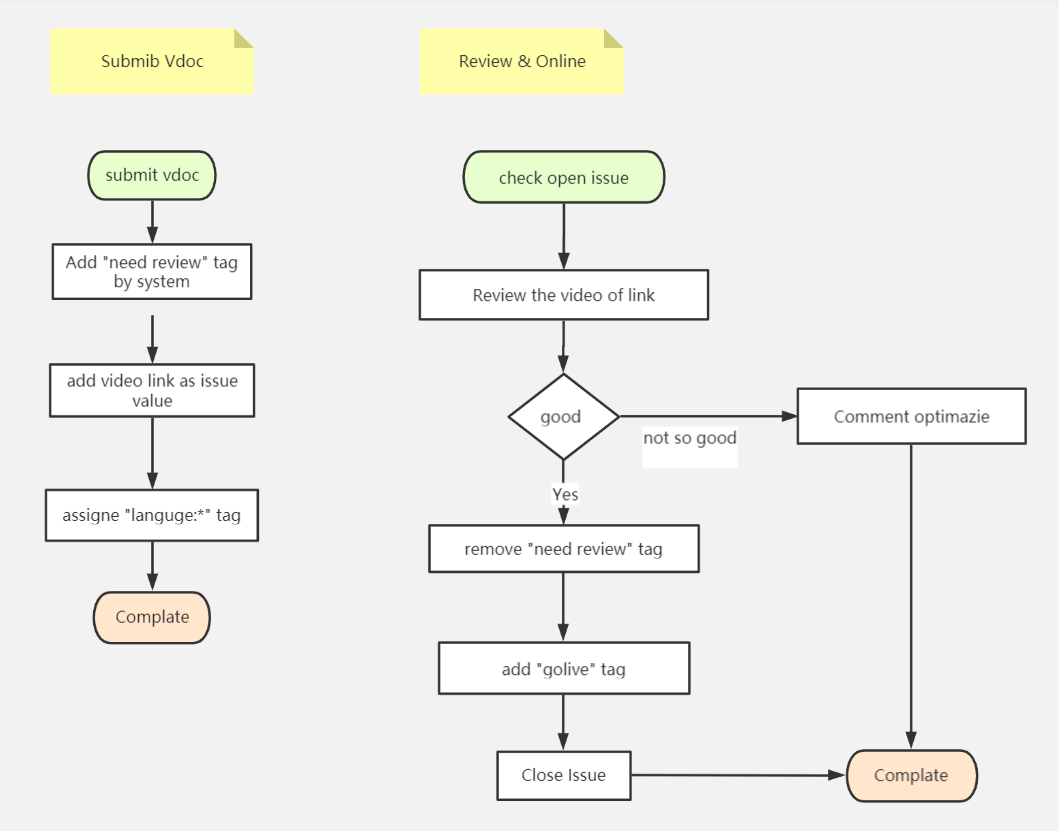 Submib Vdoc
submit vdoc
Add "need review" tag
by system
add video link as issue
value
assigne "languge:*" tag
Complate
Review & Online
check open issue
Review the video of link
good
not so good
Comment optimazie
Yes
remove "need review" tag
add "golive" tag
Close Issue
Complate